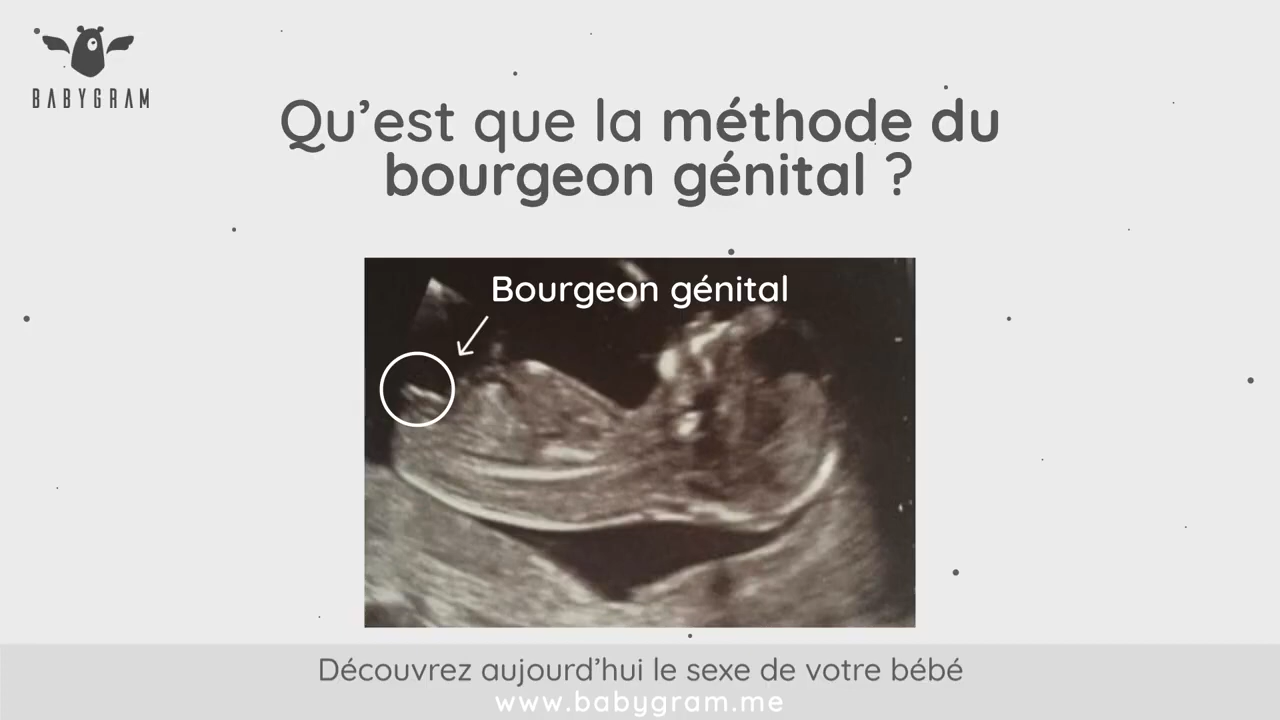 BABYGRAM
Qu’est que la méthode du
bourgeon génital ?
Bourgeon génital
Découvrez aujourd’hui le sexe de votre bébé
www.babygram.me